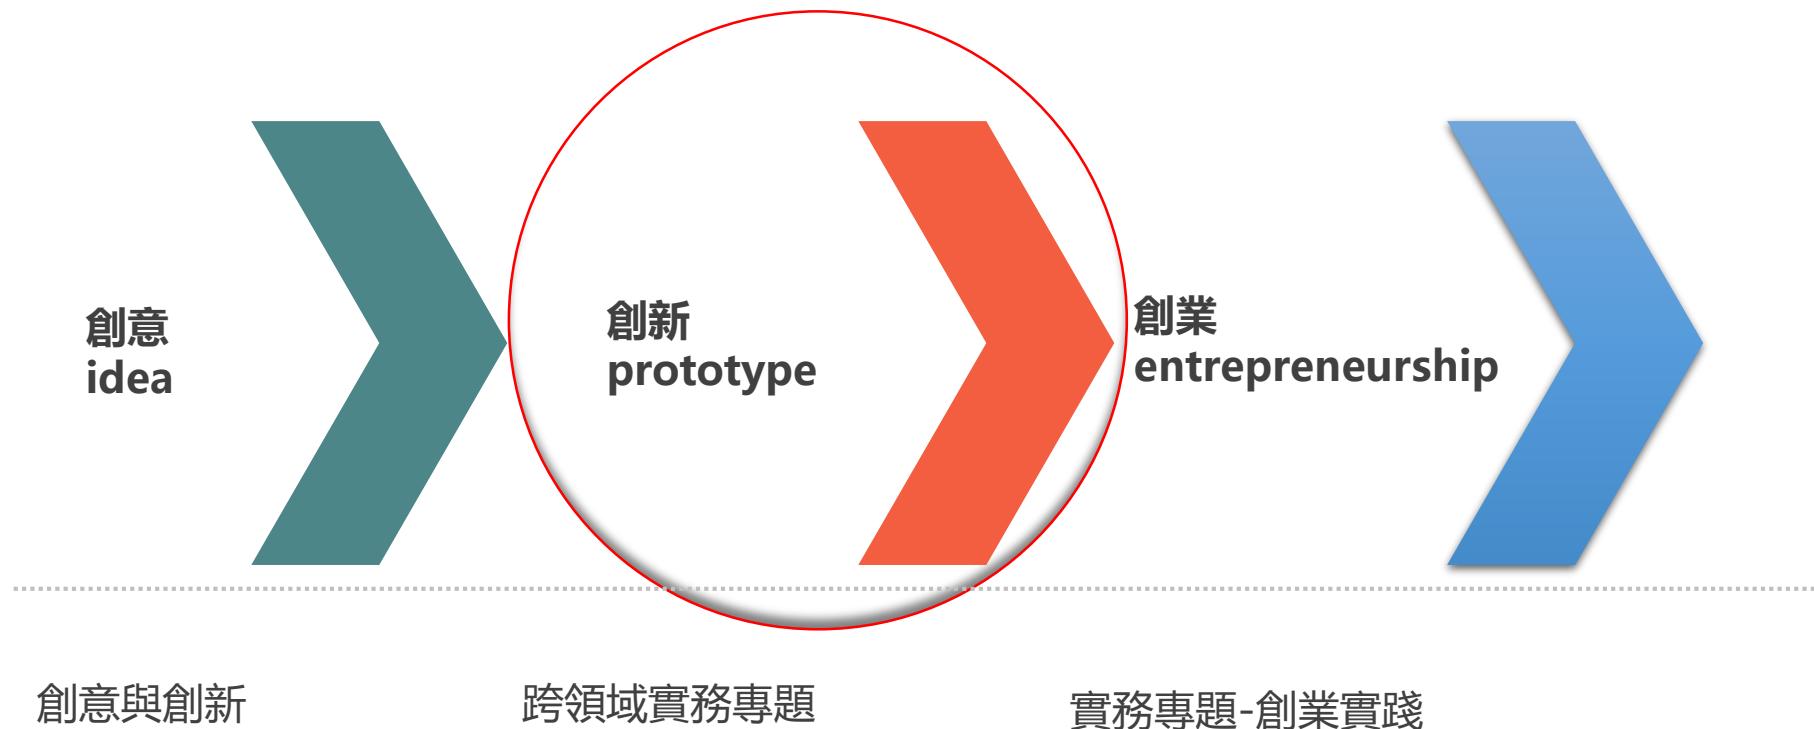 創意
idea
創新
prototype
創業
entrepreneurship
創意與創新
跨領域實務專題
實務專題-創業實踐